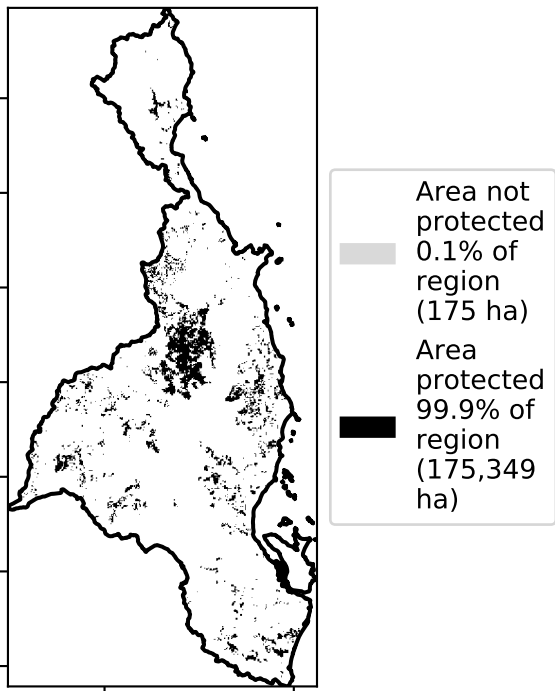 Area not
protected
0.1% of
region
(175 ha)
Area
protected
99.9% of
region
(175,349
ha)